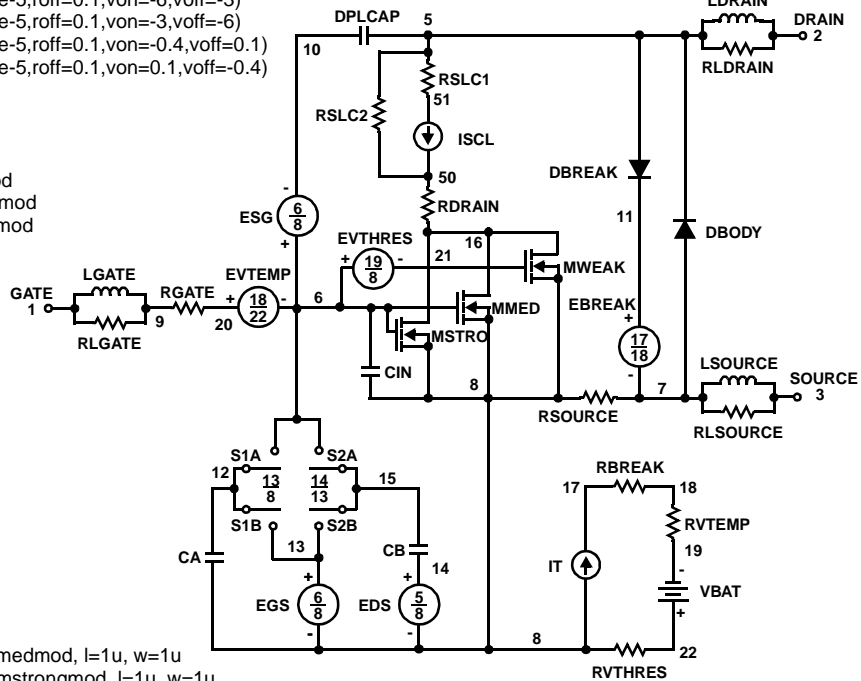 e-5,roff=0.1,von=-6,voff=-3)
e-5,roff=0.1,von=-3,voff=-6)
e-5,roff=0.1,von=-0.4,voff=0.1)
e-5,roff=0.1,von=0.1,voff=-0.4)
LDRAIN
DPLCAP
5
DRAIN
2
10
RLDRAIN
RSLC1
51
RSLC2
ISCL
od
mod
mod
50
DBREAK
-
RDRAIN
ESG
6
8
+
11
DBODY
EVTHRES
16
+
19
8
-
21
MWEAK
LGATE
EVTEMP
GATE
1
RGATE
+
18
22
-
6
EBREAK
MMED
+
9
20
MSTRO
17
18
RLGATE
LSOURCE
CIN
-
SOURCE
8
7
3
RSOURCE
RLSOURCE
S1A
S2A
12
13
8
14
13
15
RBREAK
17
18
S1B
S2B
RVTEMP
13
CB
19
CA
14
IT
-
+
+
VBAT
EGS
6
8
EDS
5
8
+
-
-
8
22
medmod, l=1u, w=1u
mstrongmod, l=1u, w=1u
RVTHRES